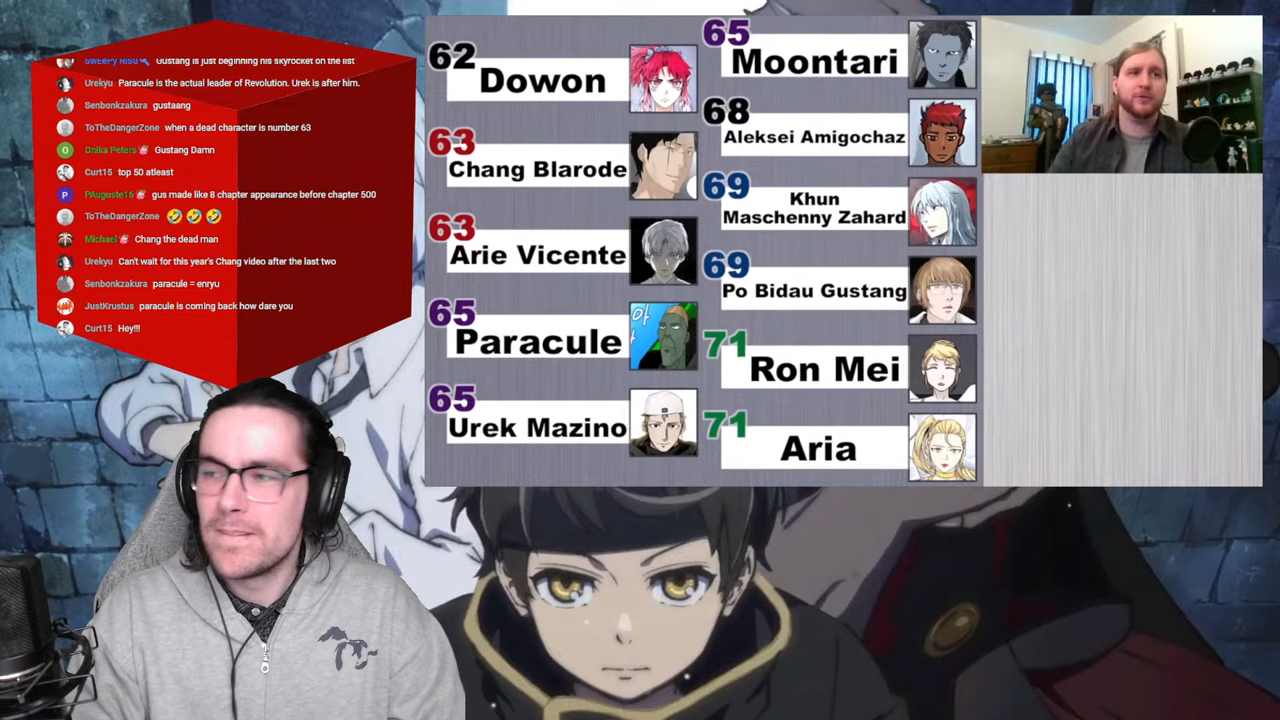 SwEePy RiSu Gustang is just beginning his skyrocket on the list
Urekyu Paracule is the actual leader of Revolution. Urek is after him.
Senbonkzakura gustaang
ToTheDangerZone when a dead character is number 63
Onika Peters Gustang Damn
Curt15 top 50 atleast
P PAuguste16 gus made like 8 chapter appearance before chapter 500
ToTheDangerZone 🤣🤣🤣
Michael Chang the dead man
Urekyu Can't wait for this year's Chang video after the last two
Senbonkzakura paracule = enryu
JustKrustus paracule is coming back how dare you
Curt15 Hey!!!
62
Dowon
63
Chang Blarode
63
Arie Vicente
65
Paracule
65
Urek Mazino
65
Moontari
68
Aleksei Amigochaz
69
Khun
Maschenny Zahard
69
Po Bidau Gustang
71
Ron Mei
71
Aria